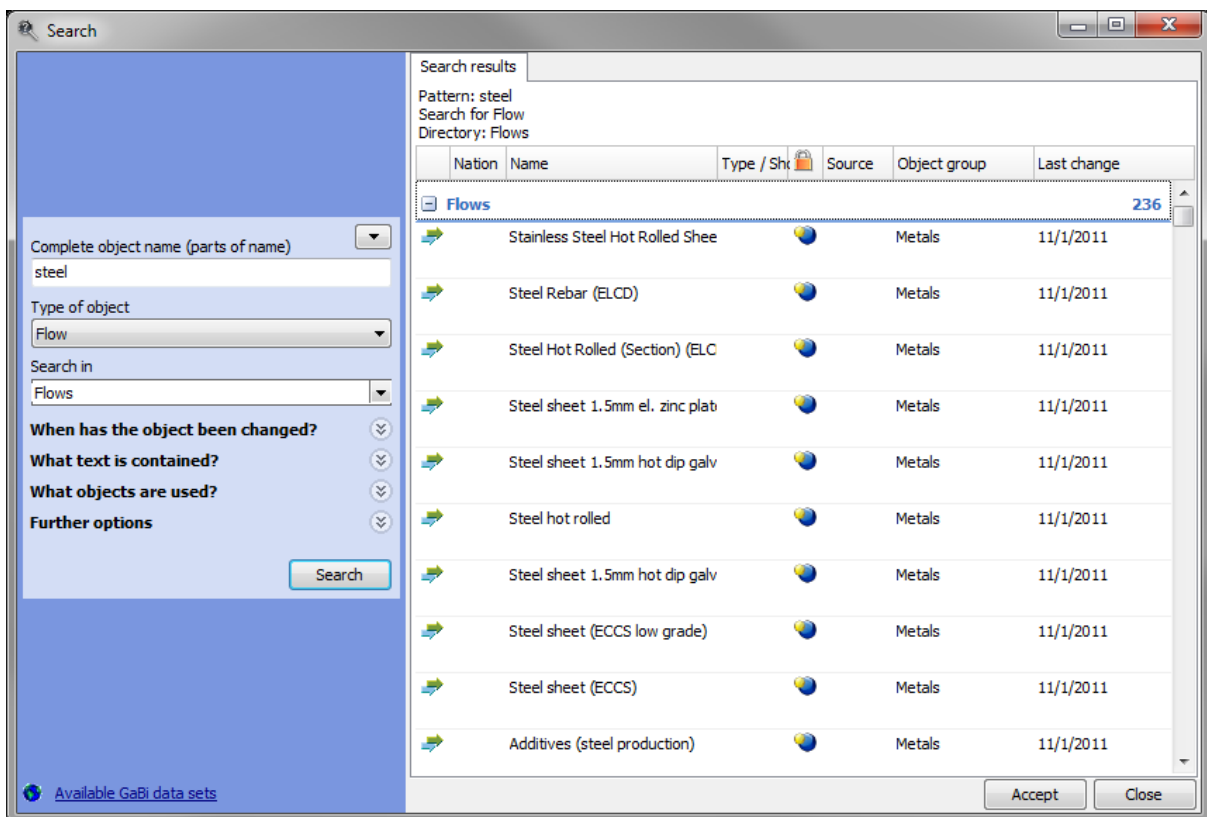 Search
Complete object name (parts of name)
steel
Type of object
Flow
Search in
Flows
When has the object been changed?
What text is contained?
What objects are used?
Further options
Search
Available GaBi data sets
Search results
Pattern: steel
Search for Flow
Directory: Flows
Nation Name Type / Sho Source Object group Last change
Flows 236
Stainless Steel Hot Rolled Shee Metals 11/1/2011
Steel Rebar (ELCD) Metals 11/1/2011
Steel Hot Rolled (Section) (ELC Metals 11/1/2011
Steel sheet 1.5mm el. zinc plat Metals 11/1/2011
Steel sheet 1.5mm hot dip galv Metals 11/1/2011
Steel hot rolled Metals 11/1/2011
Steel sheet 1.5mm hot dip galv Metals 11/1/2011
Steel sheet (ECCS low grade) Metals 11/1/2011
Steel sheet (ECCS) Metals 11/1/2011
Additives (steel production) Metals 11/1/2011
Accept Close